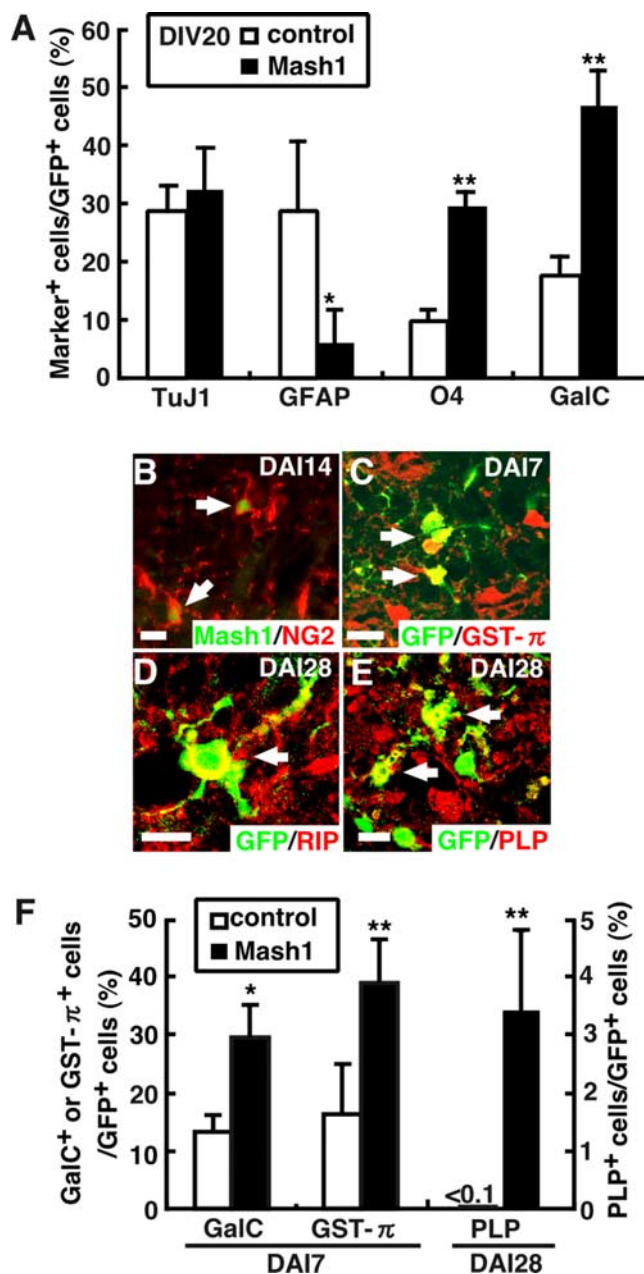 A
DIV20
control
Mash1
Marker+ cells/GFP+ cells (%)
60
50
40
30
20
10
0
*
**
**
TuJ1 GFAP O4 GalC
B DAI14
Mash1/NG2
C DAI7
GFP/GST-π
D DAI28
GFP/RIP
E DAI28
GFP/PLP
F
control
Mash1
GalC+ or GST-π+ cells
/GFP+ cells (%)
50
40
30
20
10
0
*
**
**
<0.1
5
4
3
2
1
0
PLP+ cells/GFP+ cells (%)
GalC GST-π PLP
DAI7 DAI28